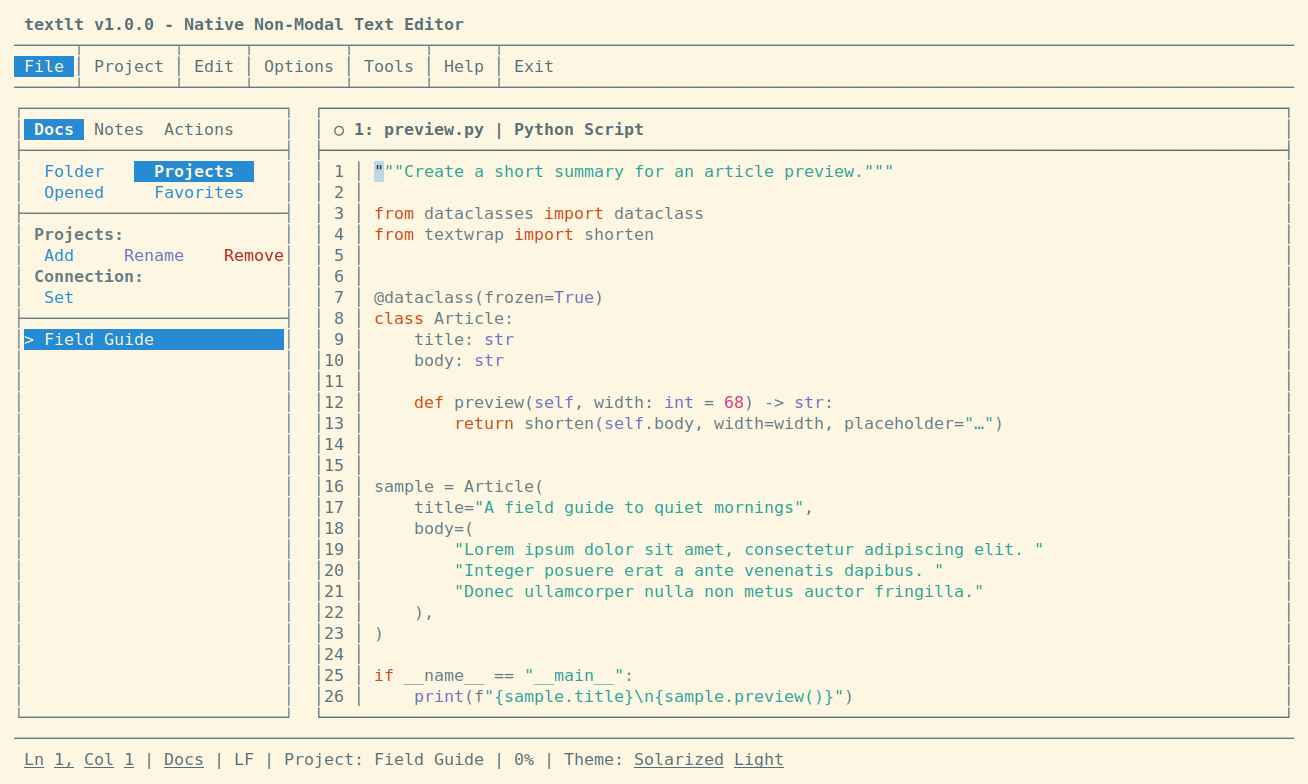 textlt v1.0.0 - Native Non-Modal Text Editor
File | Project | Edit | Options | Tools | Help | Exit
Docs Notes Actions
Folder Projects
Opened Favorites
Projects:
Add Rename Remove
Connection:
Set
> Field Guide
○ 1: preview.py | Python Script
1 | """Create a short summary for an article preview."""
2 |
3 | from dataclasses import dataclass
4 | from textwrap import shorten
5 |
6 |
7 | @dataclass(frozen=True)
8 | class Article:
9 |     title: str
10 |     body: str
11 |
12 |     def preview(self, width: int = 68) -> str:
13 |         return shorten(self.body, width=width, placeholder="…")
14 |
15 |
16 | sample = Article(
17 |     title="A field guide to quiet mornings",
18 |     body=(
19 |         "Lorem ipsum dolor sit amet, consectetur adipiscing elit. "
20 |         "Integer posuere erat a ante venenatis dapibus. "
21 |         "Donec ullamcorper nulla non metus auctor fringilla."
22 |     ),
23 | )
24 |
25 | if __name__ == "__main__":
26 |     print(f"{sample.title}\n{sample.preview()}")
Ln 1, Col 1 | Docs | LF | Project: Field Guide | 0% | Theme: Solarized Light